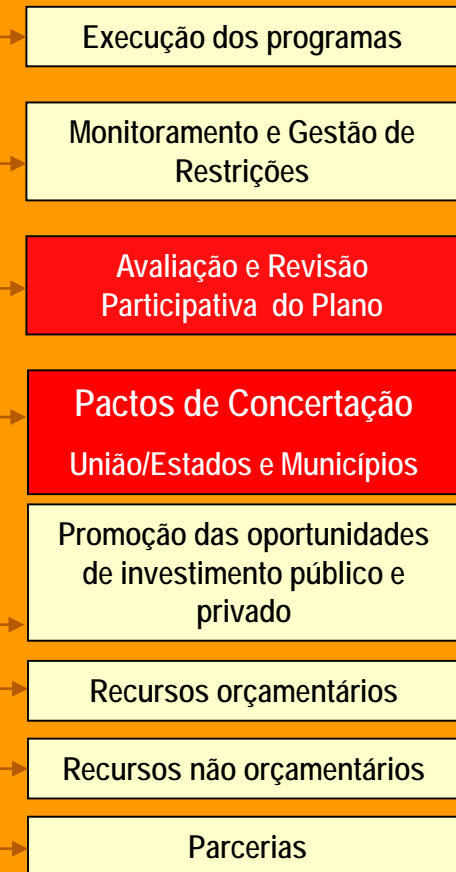 Execução dos programas
Monitoramento e Gestão de
Restrições
Avaliação e Revisão
Participativa do Plano
Pactos de Concertação
União/Estados e Municípios
Promoção das oportunidades
de investimento público e
privado
Recursos orçamentários
Recursos não orçamentários
Parcerias